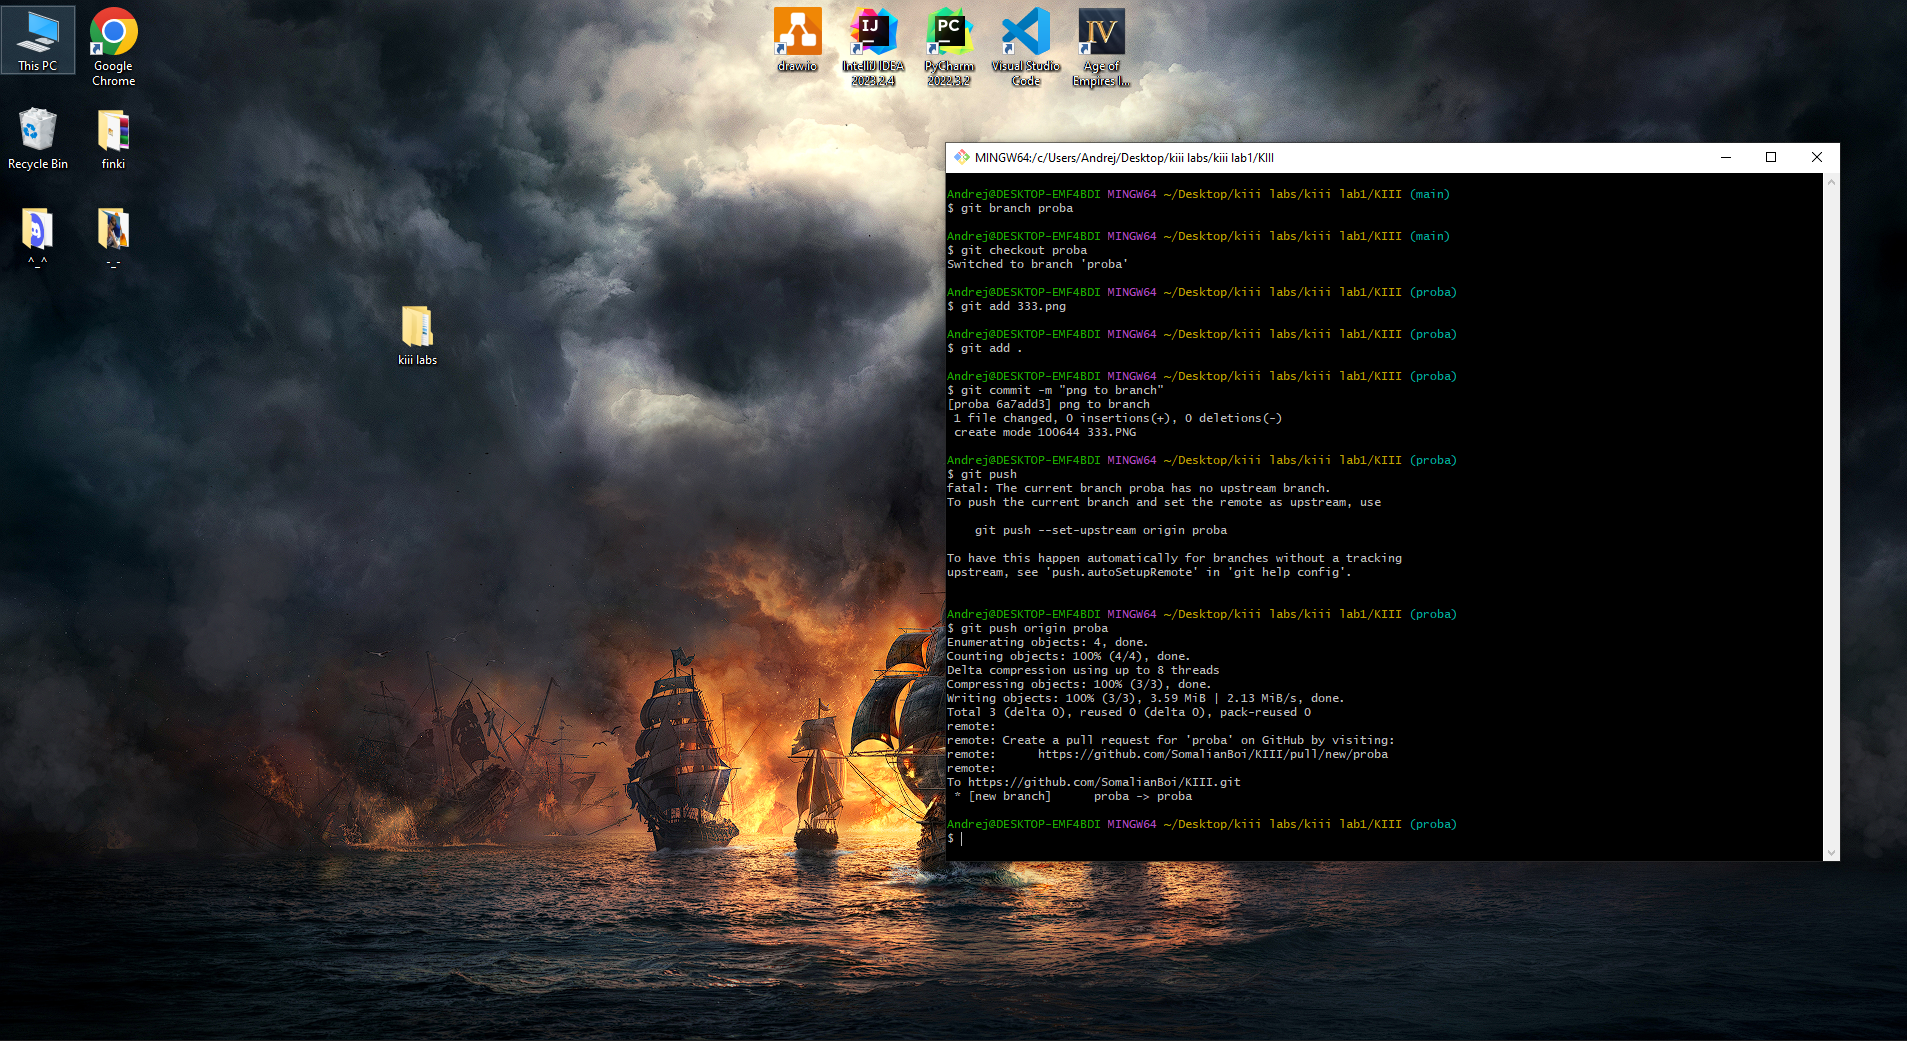 This PC
Google
Chrome
Recycle Bin
finki
^_^
-_-
kiii labs
draw.io
IJ
IntelliJ IDEA
2023.2.4
PC
PyCharm
2022.3.2
Visual Studio
Code
IV
Age of
Empires I...
MINGW64:/c/Users/Andrej/Desktop/kiii labs/kiii lab1/KIII
Andrej@DESKTOP-EMF4BDI MINGW64 ~/Desktop/kiii labs/kiii lab1/KIII (main)
$ git branch proba
Andrej@DESKTOP-EMF4BDI MINGW64 ~/Desktop/kiii labs/kiii lab1/KIII (main)
$ git checkout proba
Switched to branch 'proba'
Andrej@DESKTOP-EMF4BDI MINGW64 ~/Desktop/kiii labs/kiii lab1/KIII (proba)
$ git add 333.png
Andrej@DESKTOP-EMF4BDI MINGW64 ~/Desktop/kiii labs/kiii lab1/KIII (proba)
$ git add .
Andrej@DESKTOP-EMF4BDI MINGW64 ~/Desktop/kiii labs/kiii lab1/KIII (proba)
$ git commit -m "png to branch"
[proba 6a7add3] png to branch
 1 file changed, 0 insertions(+), 0 deletions(-)
 create mode 100644 333.PNG
Andrej@DESKTOP-EMF4BDI MINGW64 ~/Desktop/kiii labs/kiii lab1/KIII (proba)
$ git push
fatal: The current branch proba has no upstream branch.
To push the current branch and set the remote as upstream, use
    git push --set-upstream origin proba
To have this happen automatically for branches without a tracking
upstream, see 'push.autoSetupRemote' in 'git help config'.
Andrej@DESKTOP-EMF4BDI MINGW64 ~/Desktop/kiii labs/kiii lab1/KIII (proba)
$ git push origin proba
Enumerating objects: 4, done.
Counting objects: 100% (4/4), done.
Delta compression using up to 8 threads
Compressing objects: 100% (3/3), done.
Writing objects: 100% (3/3), 3.59 MiB | 2.13 MiB/s, done.
Total 3 (delta 0), reused 0 (delta 0), pack-reused 0
remote:
remote: Create a pull request for 'proba' on GitHub by visiting:
remote:      https://github.com/SomalianBoi/KIII/pull/new/proba
remote:
To https://github.com/SomalianBoi/KIII.git
 * [new branch]      proba -> proba
Andrej@DESKTOP-EMF4BDI MINGW64 ~/Desktop/kiii labs/kiii lab1/KIII (proba)
$